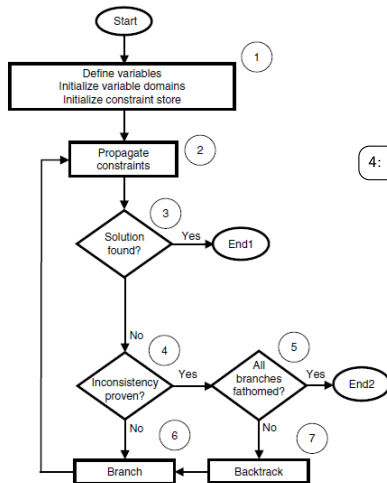 Start
1
Define variables
Initialize variable domains
Initialize constraint store
2
Propagate
constraints
4:
3
Solution
found?
Yes
End1
No
4
Inconsistency
proven?
Yes
5
All
branches
fathomed?
Yes
End2
No
6
No
7
Branch
Backtrack